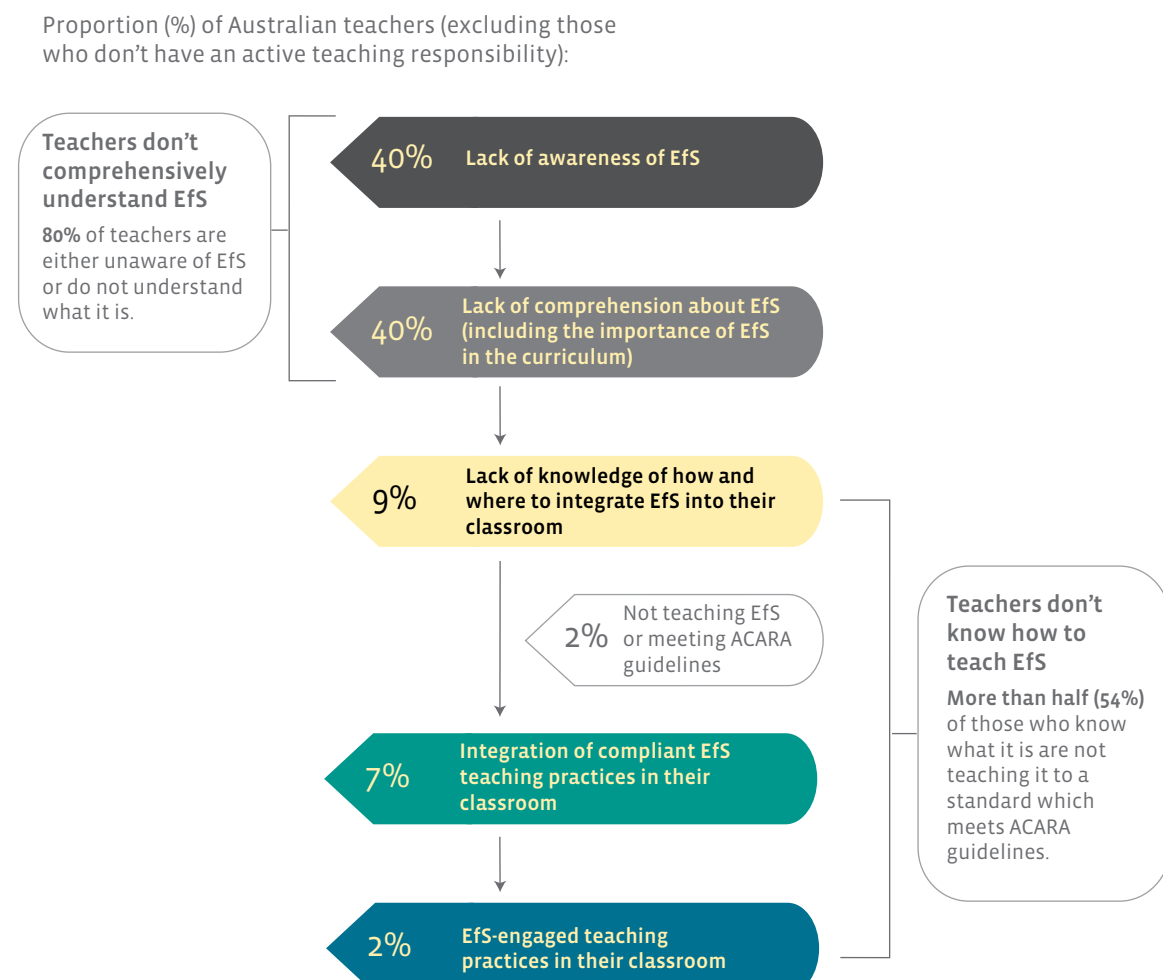 Proportion (%) of Australian teachers (excluding those
who don’t have an active teaching responsibility):
Teachers don’t
comprehensively
understand EfS
80% of teachers are
either unaware of EfS
or do not understand
what it is.
40%
Lack of awareness of EfS
40%
Lack of comprehension about EfS
(including the importance of EfS
in the curriculum)
9%
Lack of knowledge of how and
where to integrate EfS into their
classroom
2%
Not teaching EfS
or meeting ACARA
guidelines
7%
Integration of compliant EfS
teaching practices in their
classroom
2%
EfS-engaged teaching
practices in their classroom
Teachers don’t
know how to
teach EfS
More than half (54%)
of those who know
what it is are not
teaching it to a
standard which
meets ACARA
guidelines.